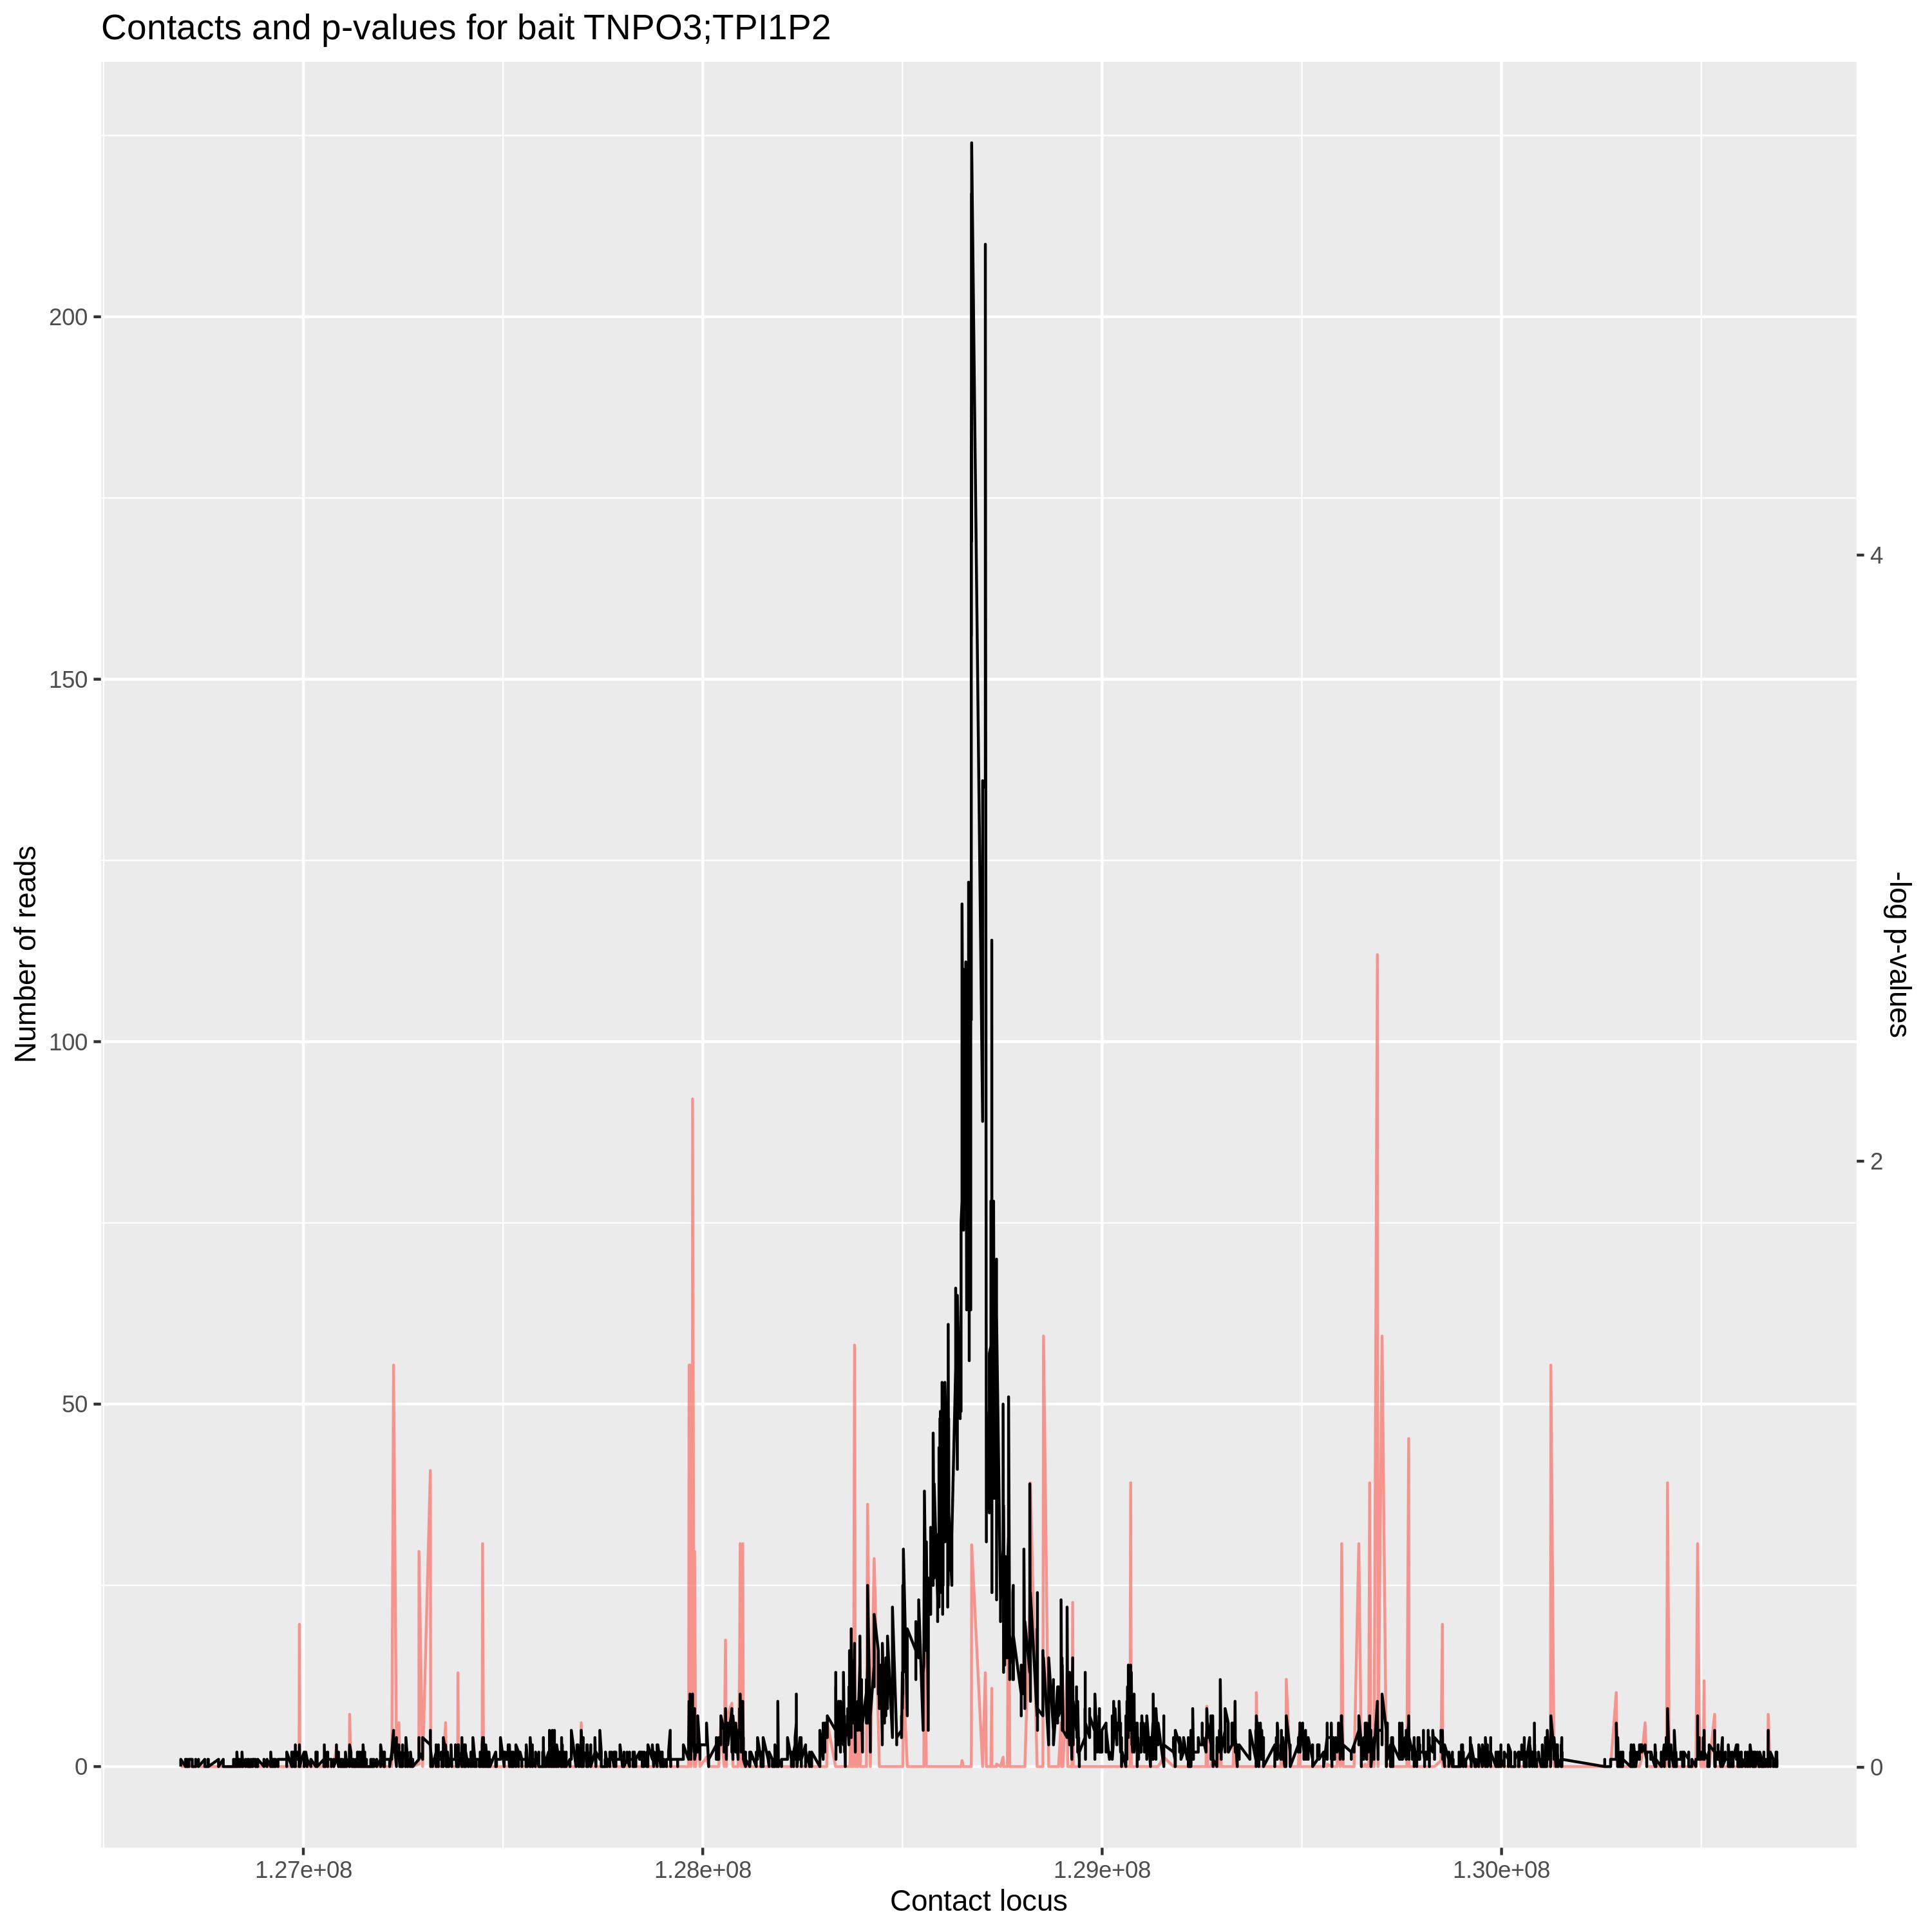 Contacts and p-values for bait TNPO3;TPI1P2
200
150
100
50
0
Number of reads
4
2
0
-log p-values
1.27e+08
1.28e+08
1.29e+08
1.30e+08
Contact locus